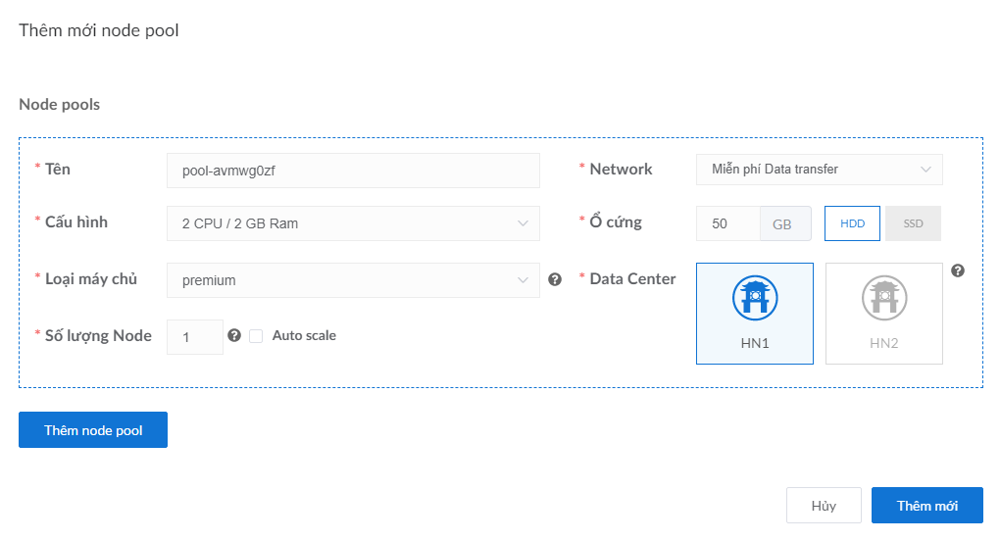 Thêm mới node pool
Node pools
* Tên
pool-avmwg0zf
* Network
Miễn phí Data transfer
* Cấu hình
2 CPU / 2 GB Ram
* Ổ cứng
50
GB
HDD
SSD
* Loại máy chủ
premium
?
* Data Center
HN1
HN2
?
* Số lượng Node
1
?
Auto scale
Thêm node pool
Hủy
Thêm mới